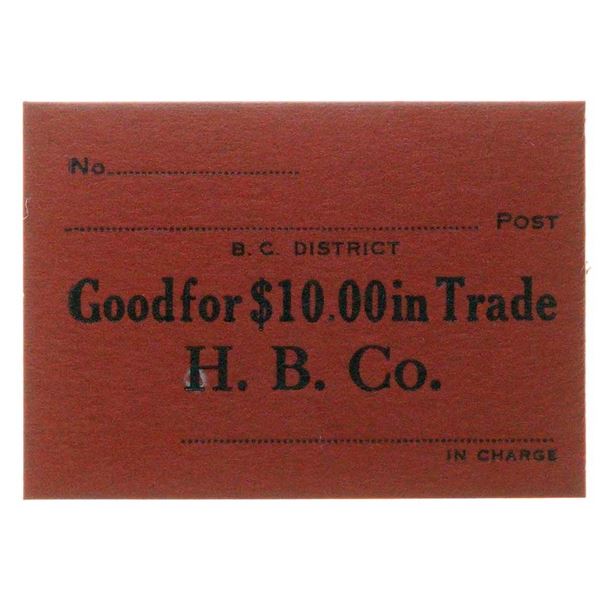 No.
POST
B. C. DISTRICT
Good for $10.00 in Trade
H. B. Co.
IN CHARGE